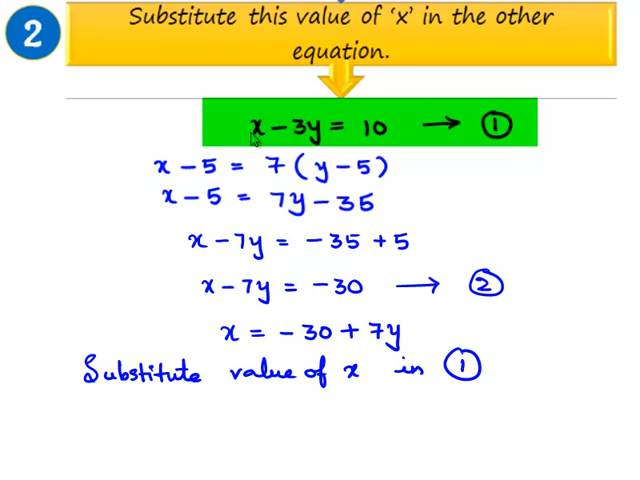 2
Substitute this value of ‘x’ in the other
equation.
x - 3y = 10 → ①
x - 5 = 7 ( y - 5 )
x - 5 = 7y - 35
x - 7y = - 35 + 5
x - 7y = - 30 → ②
x = - 30 + 7y
Substitute value of x in ①